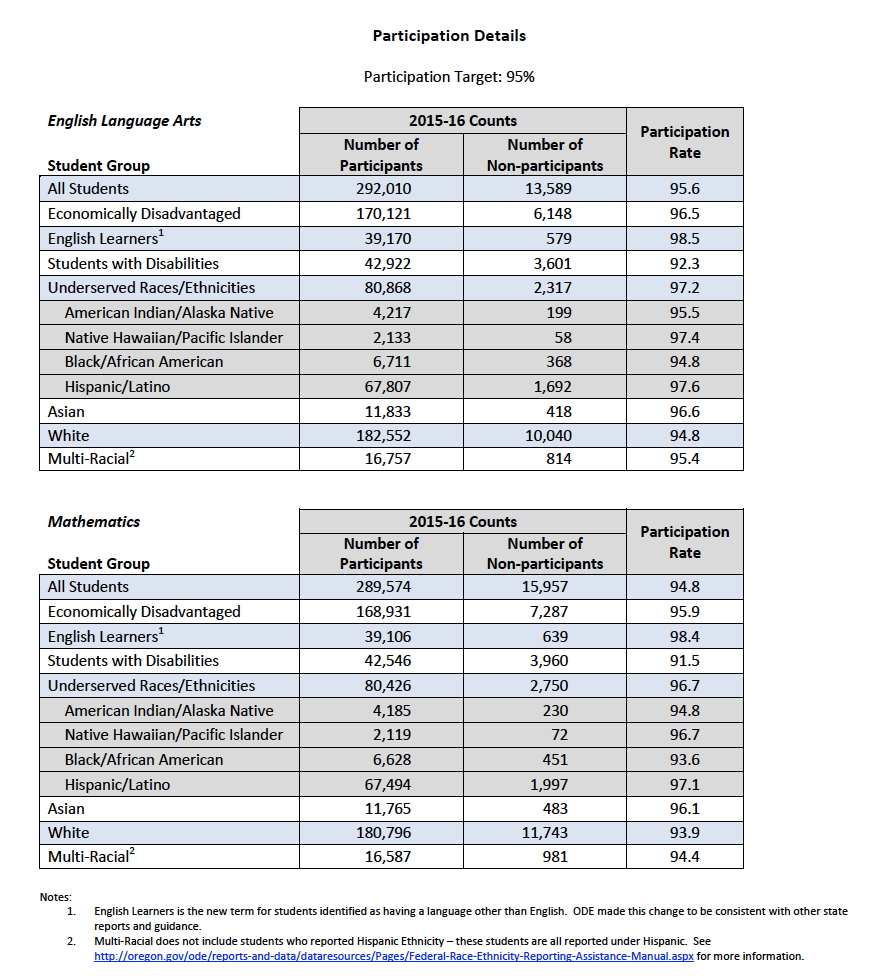 Participation Details
Participation Target: 95%
English Language Arts 2015-16 Counts Participation Rate
Student Group Number of Participants Number of Non-participants
All Students 292,010 13,589 95.6
Economically Disadvantaged 170,121 6,148 96.5
English Learners1 39,170 579 98.5
Students with Disabilities 42,922 3,601 92.3
Underserved Races/Ethnicities 80,868 2,317 97.2
American Indian/Alaska Native 4,217 199 95.5
Native Hawaiian/Pacific Islander 2,133 58 97.4
Black/African American 6,711 368 94.8
Hispanic/Latino 67,807 1,692 97.6
Asian 11,833 418 96.6
White 182,552 10,040 94.8
Multi-Racial2 16,757 814 95.4
Mathematics 2015-16 Counts Participation Rate
Student Group Number of Participants Number of Non-participants
All Students 289,574 15,957 94.8
Economically Disadvantaged 168,931 7,287 95.9
English Learners1 39,106 639 98.4
Students with Disabilities 42,546 3,960 91.5
Underserved Races/Ethnicities 80,426 2,750 96.7
American Indian/Alaska Native 4,185 230 94.8
Native Hawaiian/Pacific Islander 2,119 72 96.7
Black/African American 6,628 451 93.6
Hispanic/Latino 67,494 1,997 97.1
Asian 11,765 483 96.1
White 180,796 11,743 93.9
Multi-Racial2 16,587 981 94.4
Notes:
1. English Learners is the new term for students identified as having a language other than English. ODE made this change to be consistent with other state
reports and guidance.
2. Multi-Racial does not include students who reported Hispanic Ethnicity – these students are all reported under Hispanic. See
http://oregon.gov/ode/reports-and-data/dataresources/Pages/Federal-Race-Ethnicity-Reporting-Assistance-Manual.aspx for more information.